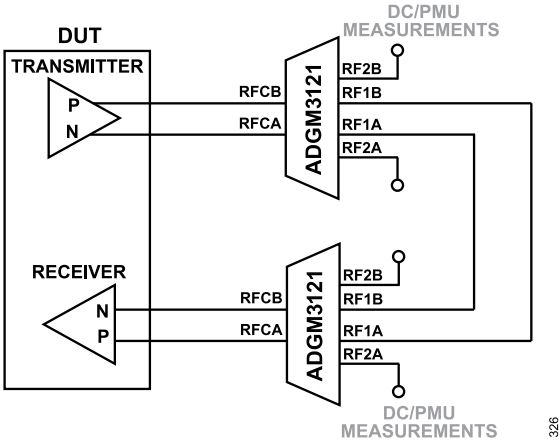 DC/PMU
MEASUREMENTS
DUT
TRANSMITTER
P
N
RFCB
RFCA
ADGM3121
RF2B
RF1B
RF1A
RF2A
RECEIVER
N
P
RFCB
RFCA
ADGM3121
RF2B
RF1B
RF1A
RF2A
DC/PMU
MEASUREMENTS
326